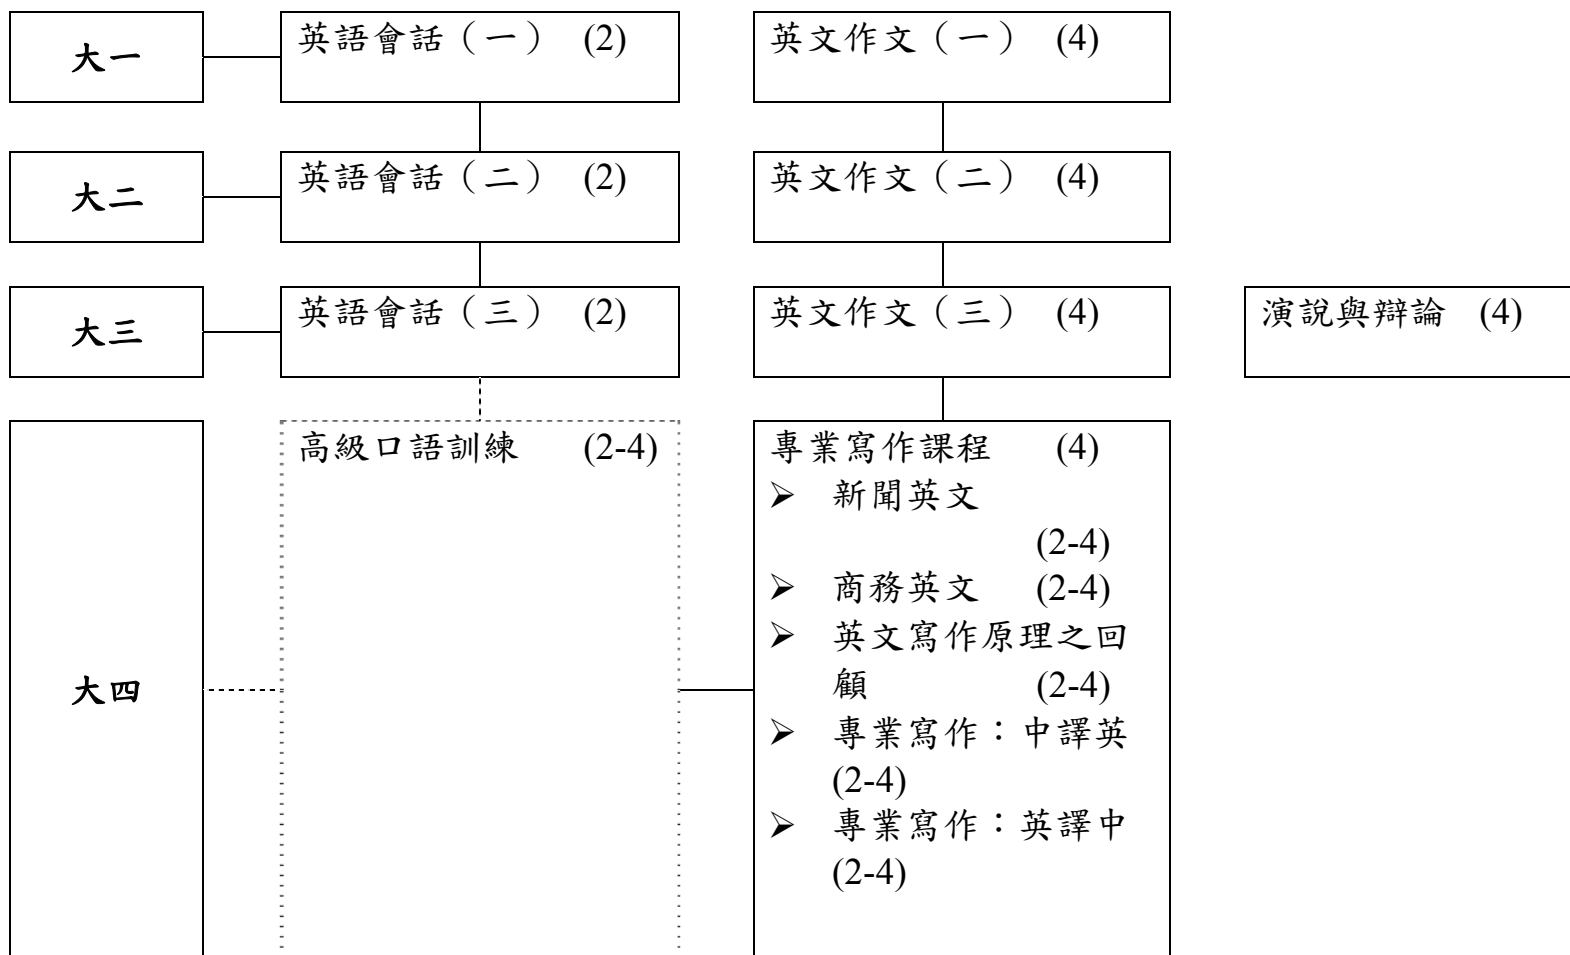 大一
英語會話（一） (2)
英文作文（一） (4)
大二
英語會話（二） (2)
英文作文（二） (4)
大三
英語會話（三） (2)
英文作文（三） (4)
演說與辯論 (4)
大四
高級口語訓練 (2-4)
專業寫作課程 (4)
➢ 新聞英文
(2-4)
➢ 商務英文 (2-4)
➢ 英文寫作原理之回
顧 (2-4)
➢ 專業寫作：中譯英
(2-4)
➢ 專業寫作：英譯中
(2-4)